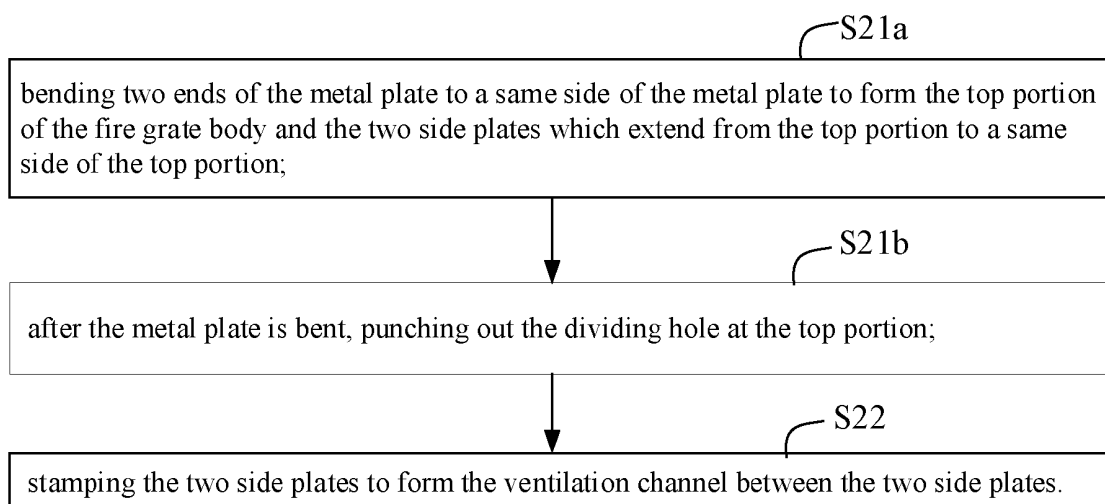 S21a
bending two ends of the metal plate to a same side of the metal plate to form the top portion
of the fire grate body and the two side plates which extend from the top portion to a same
side of the top portion;
S21b
after the metal plate is bent, punching out the dividing hole at the top portion;
S22
stamping the two side plates to form the ventilation channel between the two side plates.